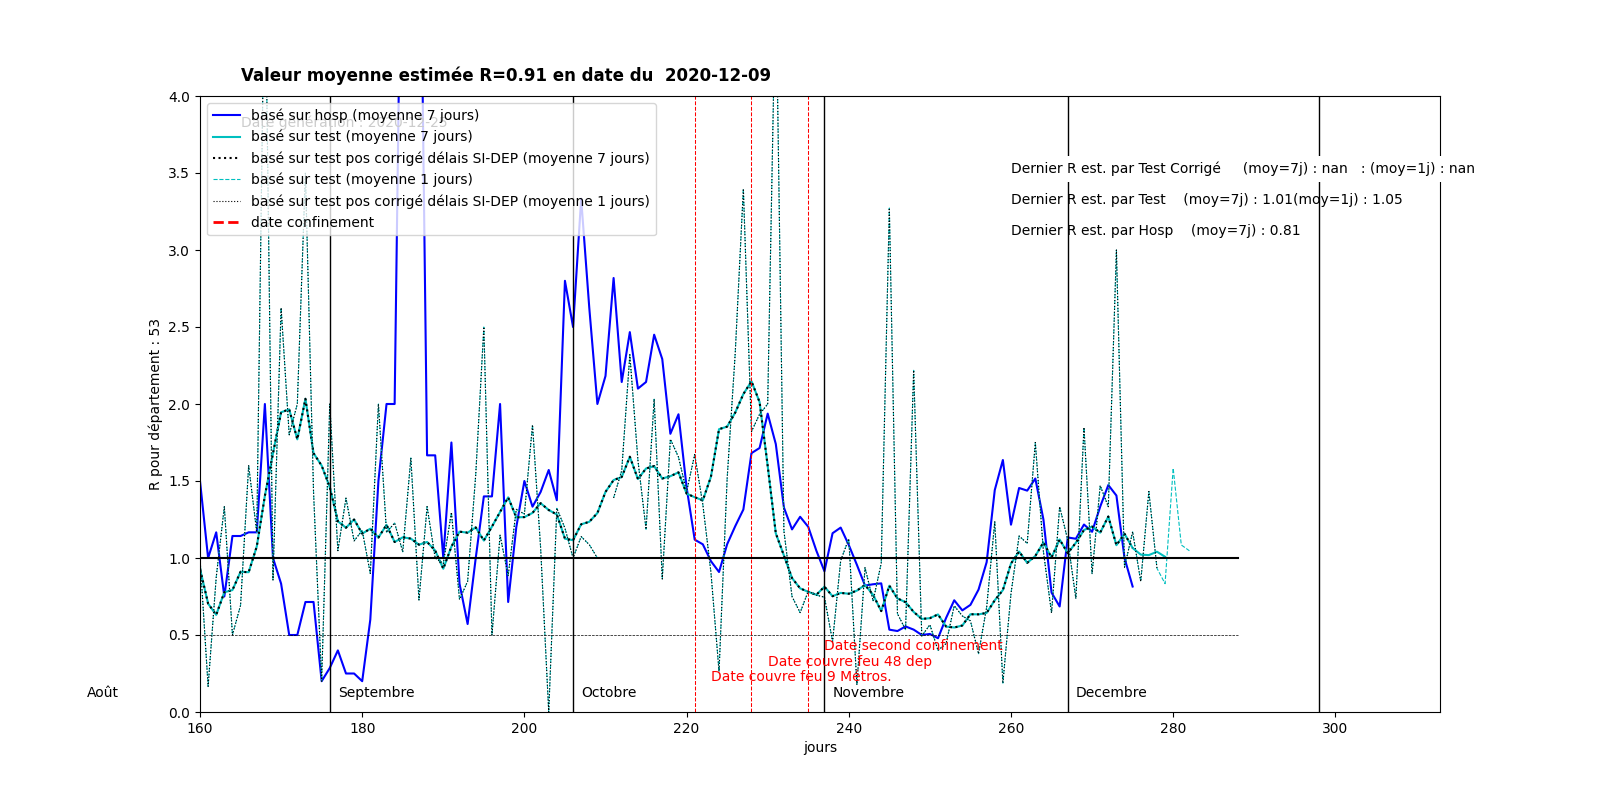 Valeur moyenne estimée R=0.91 en date du  2020-12-09
4.0
3.5
3.0
2.5
2.0
1.5
1.0
0.5
0.0
R pour département : 53
basé sur hosp (moyenne 7 jours)
basé sur test (moyenne 7 jours)
basé sur test pos corrigé délais SI-DEP (moyenne 7 jours)
basé sur test (moyenne 1 jours)
basé sur test pos corrigé délais SI-DEP (moyenne 1 jours)
date confinement
Dernier R est. par Test Corrigé     (moy=7j) : nan   : (moy=1j) : nan
Dernier R est. par Test    (moy=7j) : 1.01(moy=1j) : 1.05
Dernier R est. par Hosp    (moy=7j) : 0.81
Date second confinement
Date couvre feu 48 dep
Date couvre feu 9 Métros.
Août
Septembre
Octobre
Novembre
Decembre
160
180
200
220
240
260
280
300
jours